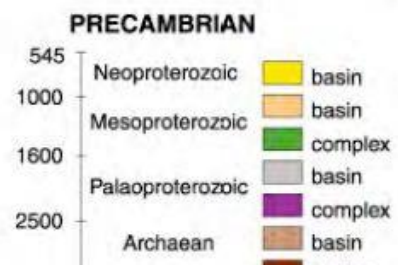 PRECAMBRIAN
545
Neoproterozoic basin
1000
Mesoproterozoic basin
complex
1600
Palaoproterozoic basin
complex
2500
Archaean basin